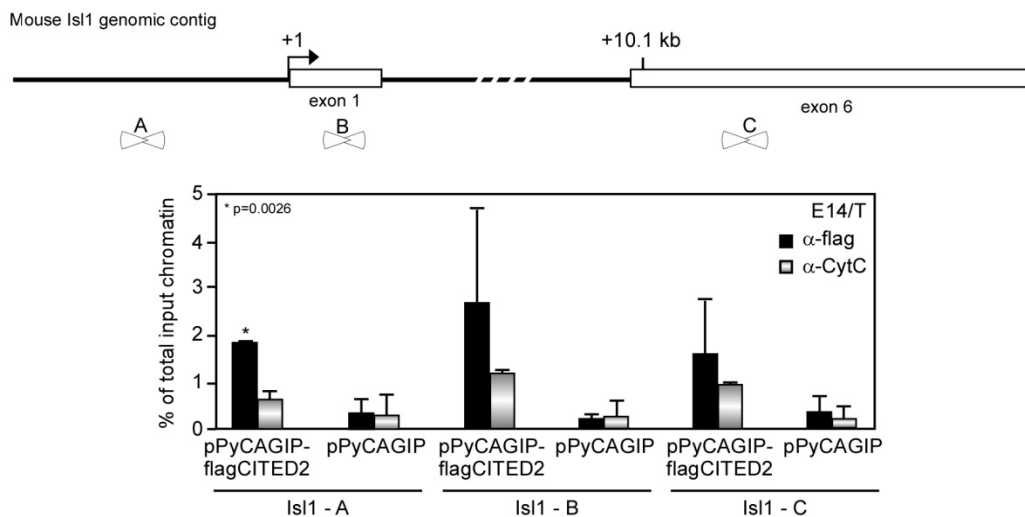 Mouse Isl1 genomic contig
+1
+10.1 kb
exon 1
exon 6
A
B
C
5
4
3
2
1
0
% of total input chromatin
* p=0.0026
E14/T
α-flag
α-CytC
*
pPyCAGIP-flagCITED2
pPyCAGIP
pPyCAGIP-flagCITED2
pPyCAGIP
pPyCAGIP-flagCITED2
pPyCAGIP
Isl1 - A
Isl1 - B
Isl1 - C